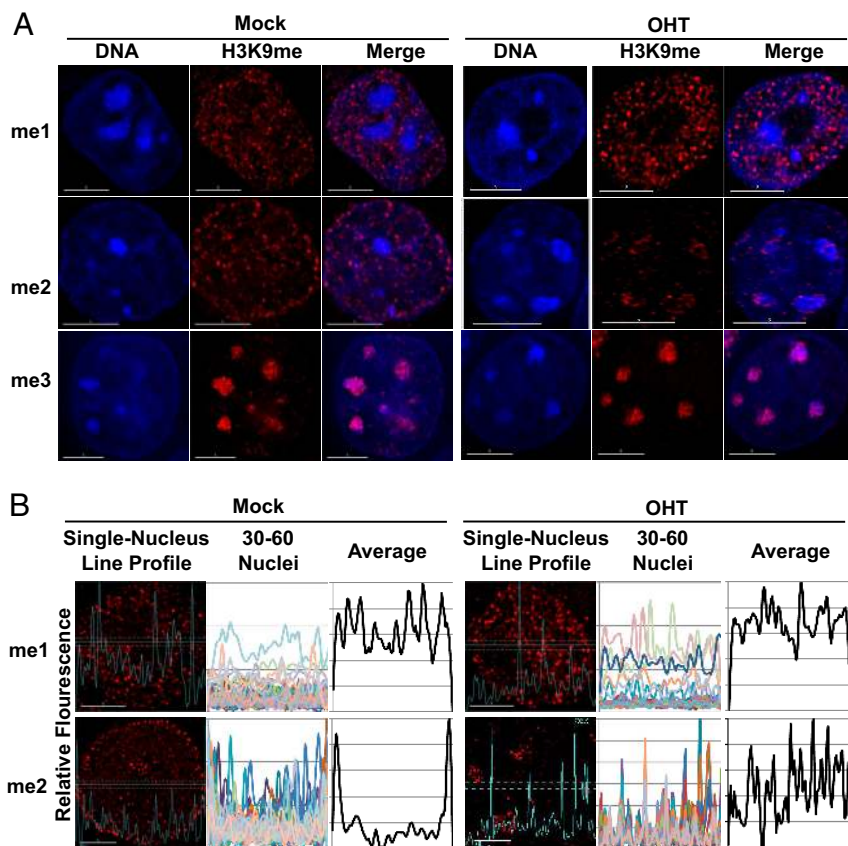 A
Mock
OHT
DNA H3K9me Merge
DNA H3K9me Merge
me1
me2
me3
B
Mock
OHT
Single-Nucleus Line Profile
30-60 Nuclei
Average
Single-Nucleus Line Profile
30-60 Nuclei
Average
Relative Flourescence
me1
me2